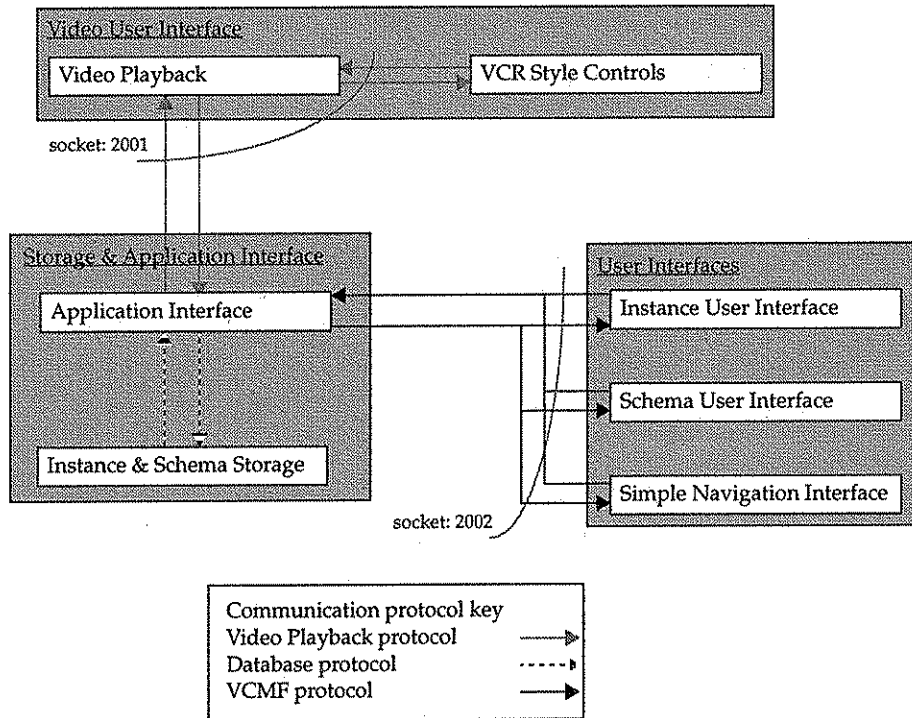 Video User Interface
Video Playback
VCR Style Controls
socket: 2001
Storage & Application Interface
Application Interface
Instance & Schema Storage
User Interfaces
Instance User Interface
Schema User Interface
Simple Navigation Interface
socket: 2002
Communication protocol key
Video Playback protocol
Database protocol
VCMF protocol